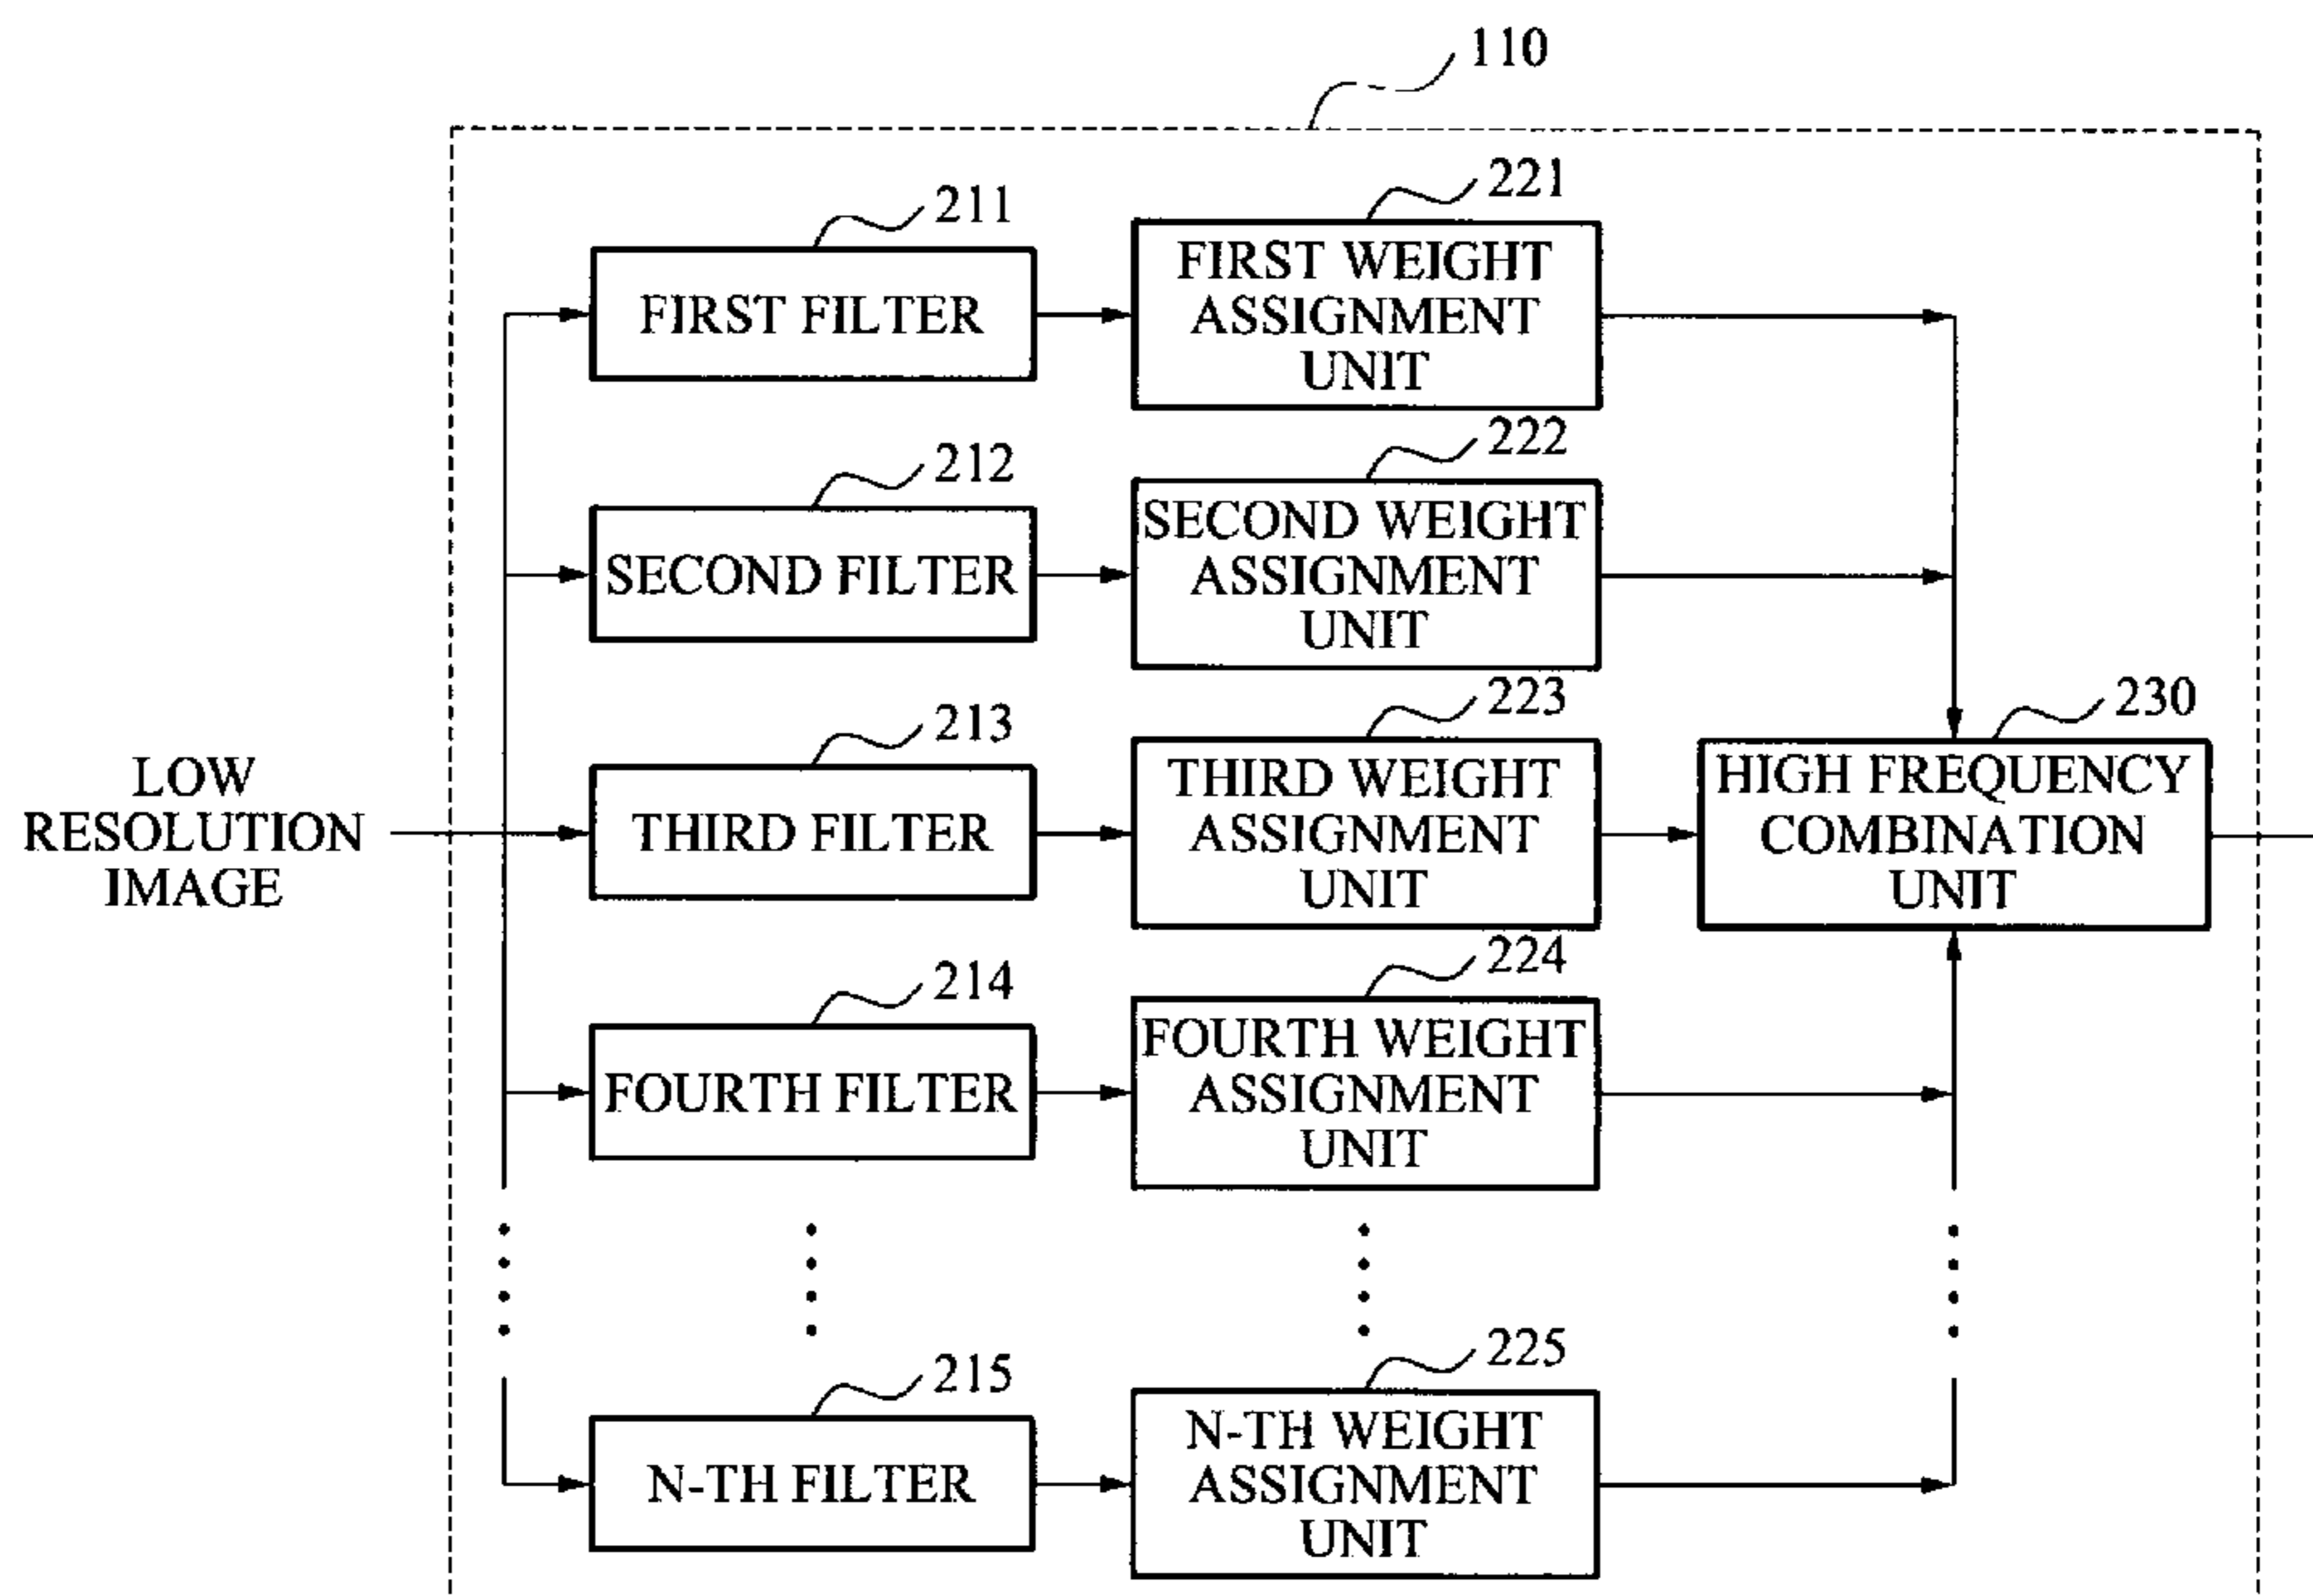 110
211
221
FIRST FILTER
FIRST WEIGHT
ASSIGNMENT
UNIT
212
222
SECOND FILTER
SECOND WEIGHT
ASSIGNMENT
UNIT
213
223
230
LOW
RESOLUTION
IMAGE
THIRD FILTER
THIRD WEIGHT
ASSIGNMENT
UNIT
HIGH FREQUENCY
COMBINATION
UNIT
214
224
FOURTH FILTER
FOURTH WEIGHT
ASSIGNMENT
UNIT
215
225
N-TH FILTER
N-TH WEIGHT
ASSIGNMENT
UNIT